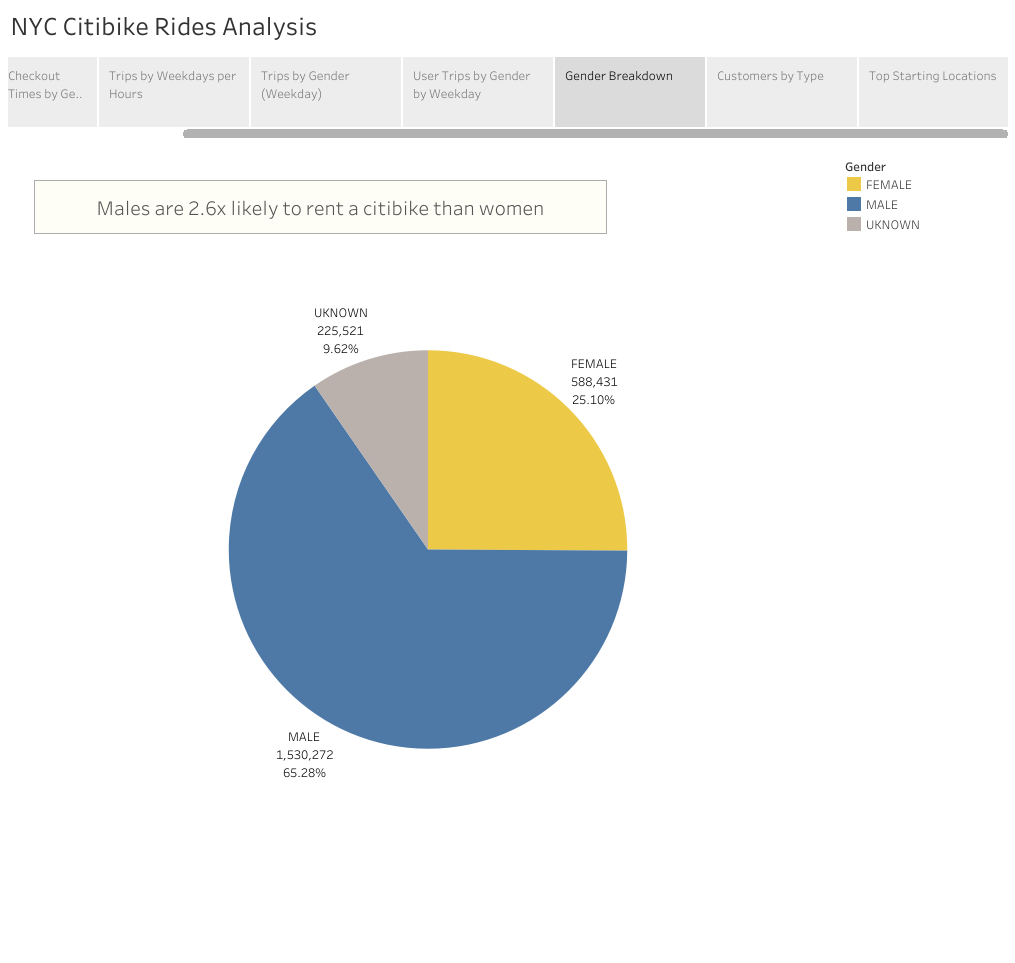 NYC Citibike Rides Analysis
Checkout
Times by Ge..
Trips by Weekdays per
Hours
Trips by Gender
(Weekday)
User Trips by Gender
by Weekday
Gender Breakdown
Customers by Type
Top Starting Locations
Gender
FEMALE
MALE
UKNOWN
Males are 2.6x likely to rent a citibike than women
UKNOWN
225,521
9.62%
FEMALE
588,431
25.10%
MALE
1,530,272
65.28%